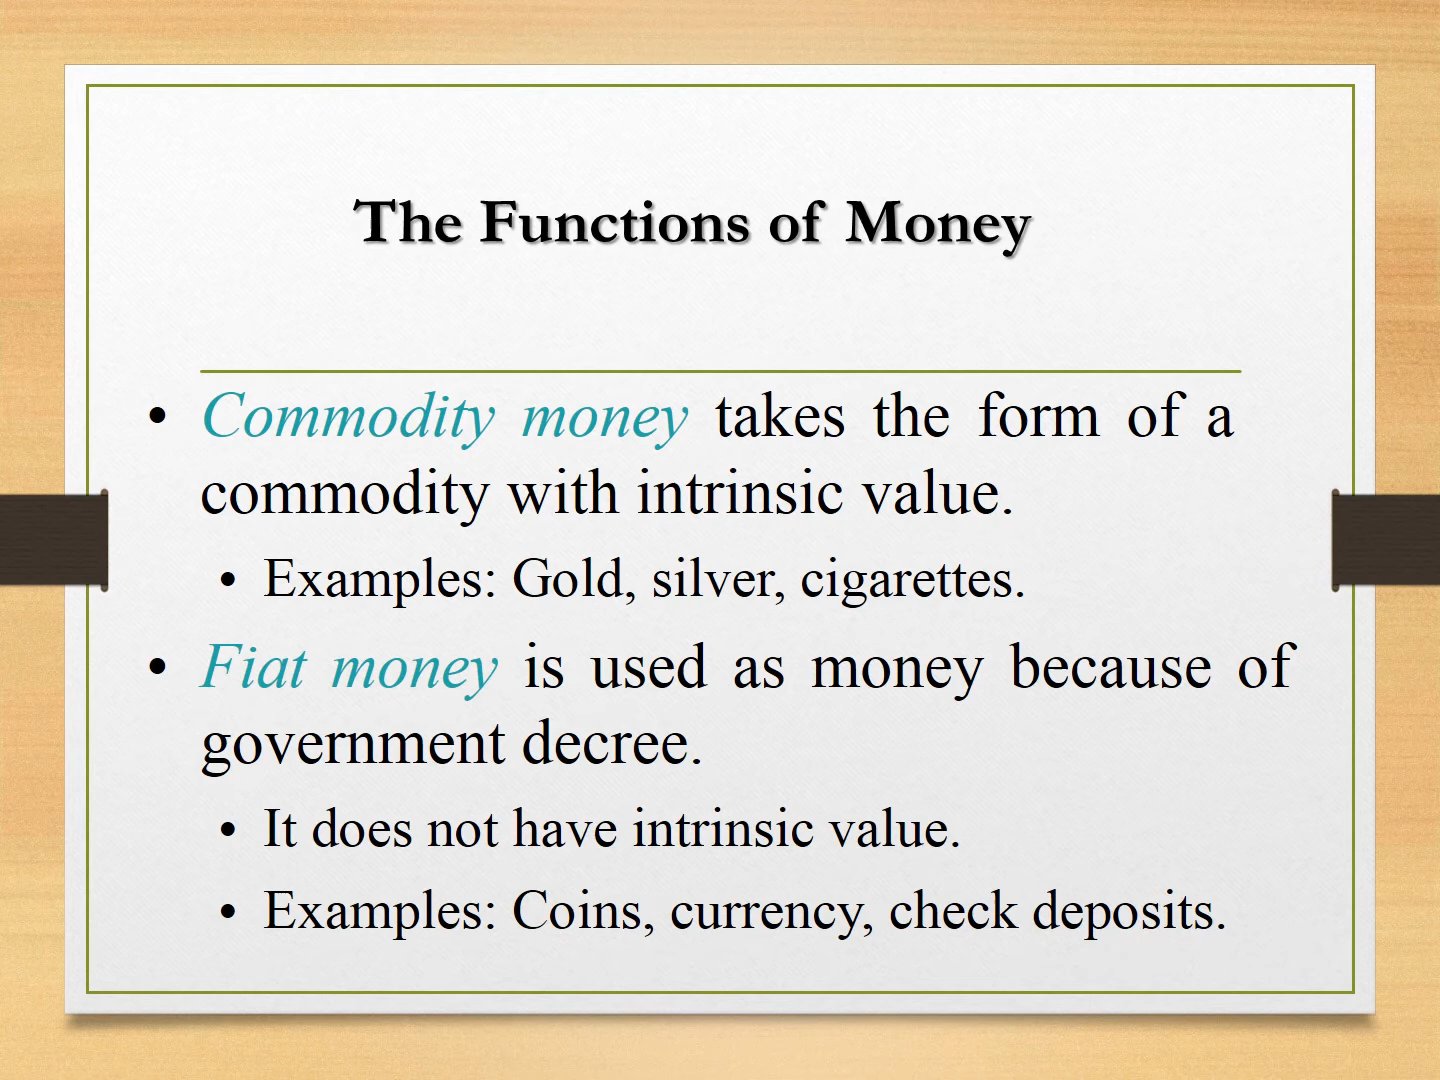 The Functions of Money
• Commodity money takes the form of a
commodity with intrinsic value.
• Examples: Gold, silver, cigarettes.
• Fiat money is used as money because of
government decree.
• It does not have intrinsic value.
• Examples: Coins, currency, check deposits.